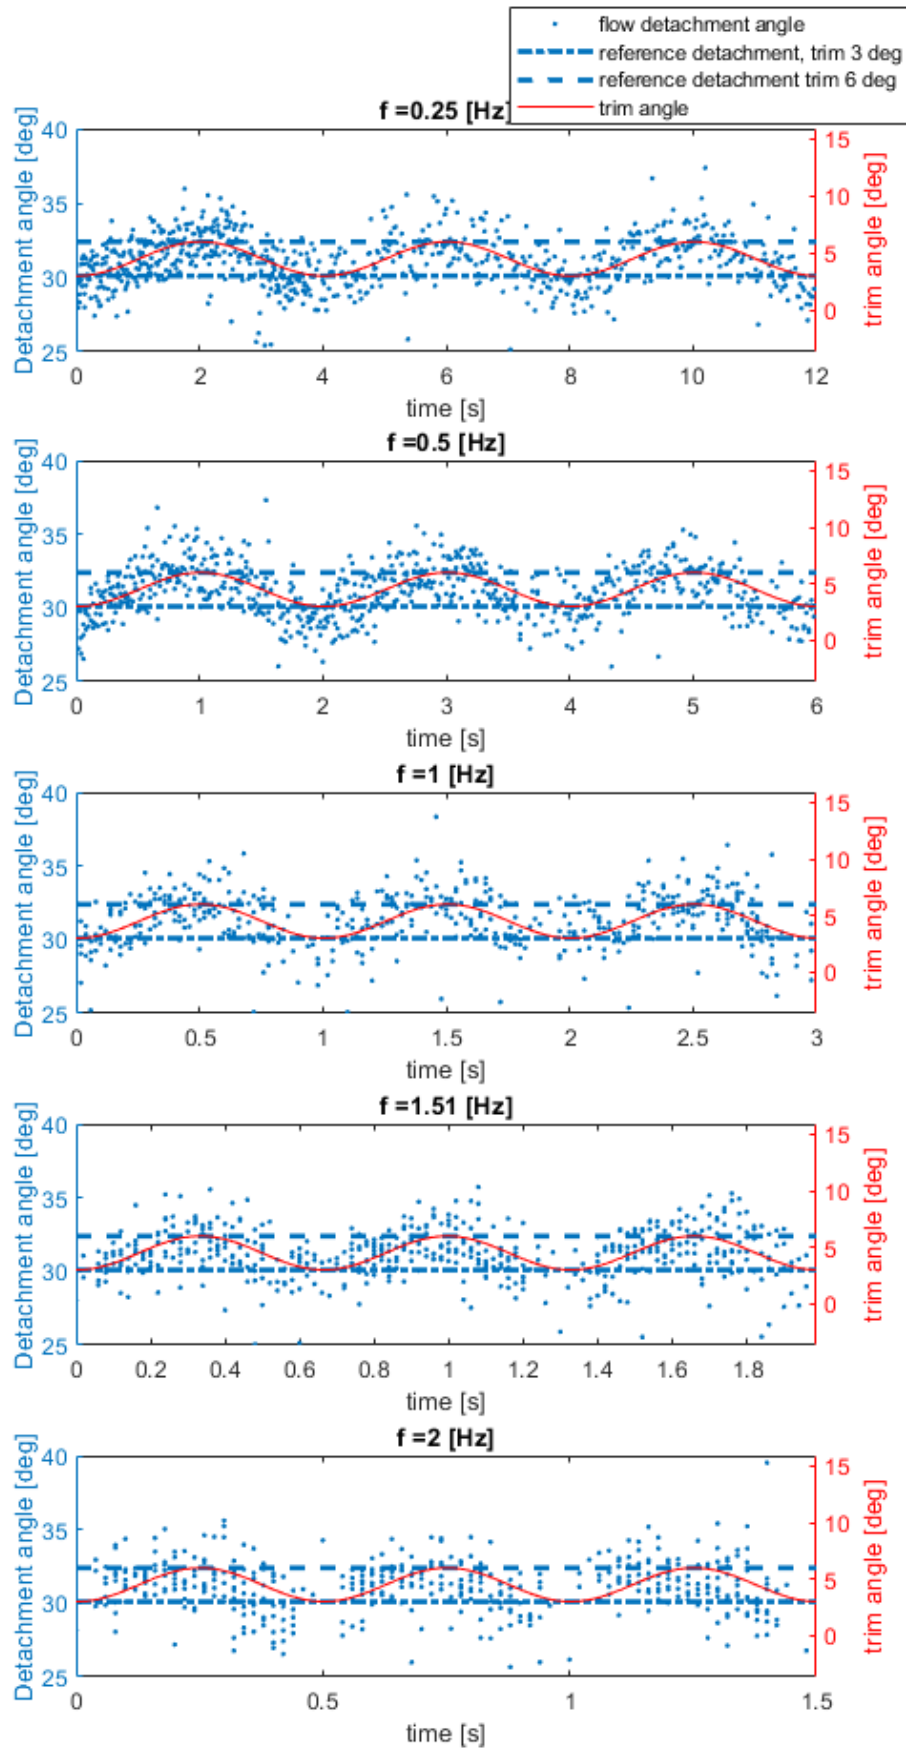 flow detachment angle
reference detachment, trim 3 deg
reference detachment trim 6 deg
trim angle
f =0.25 [Hz]
Detachment angle [deg]
40
35
30
25
15
10
5
0
trim angle [deg]
0 2 4 6 8 10 12
time [s]
f =0.5 [Hz]
Detachment angle [deg]
40
35
30
25
15
10
5
0
trim angle [deg]
0 1 2 3 4 5 6
time [s]
f =1 [Hz]
Detachment angle [deg]
40
35
30
25
15
10
5
0
trim angle [deg]
0 0.5 1 1.5 2 2.5 3
time [s]
f =1.51 [Hz]
Detachment angle [deg]
40
35
30
25
15
10
5
0
trim angle [deg]
0 0.2 0.4 0.6 0.8 1 1.2 1.4 1.6 1.8
time [s]
f =2 [Hz]
Detachment angle [deg]
40
35
30
25
15
10
5
0
trim angle [deg]
0 0.5 1 1.5
time [s]